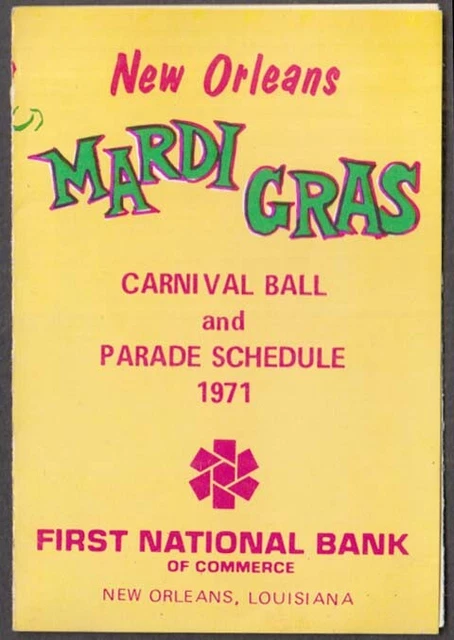 New Orleans
MARDI GRAS
CARNIVAL BALL
and
PARADE SCHEDULE
1971
FIRST NATIONAL BANK
OF COMMERCE
NEW ORLEANS, LOUISIANA